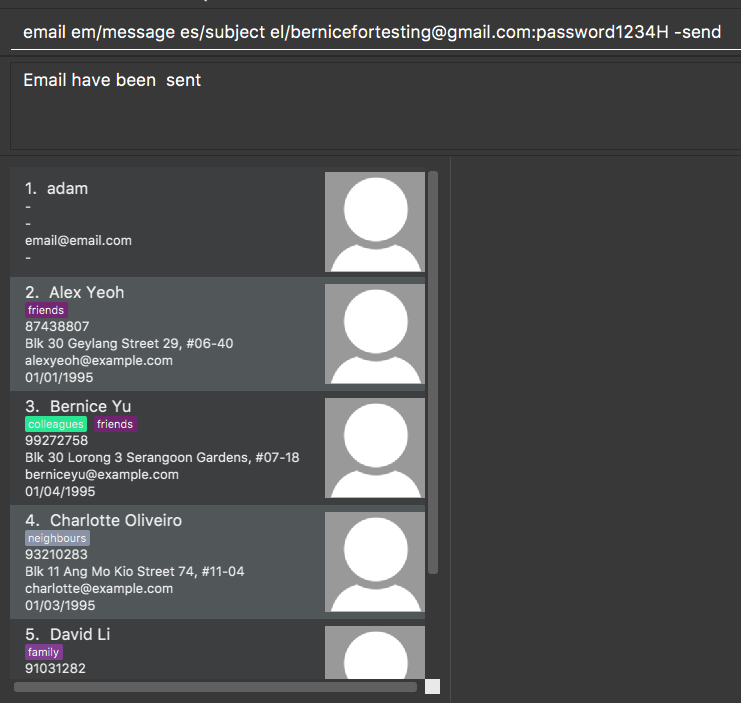 email em/message es/subject el/bernicefortesting@gmail.com:password1234H -send
Email have been  sent
1.  adam
-
-
email@email.com
-
2.  Alex Yeoh
friends
87438807
Blk 30 Geylang Street 29, #06-40
alexyeoh@example.com
01/01/1995
3.  Bernice Yu
colleagues friends
99272758
Blk 30 Lorong 3 Serangoon Gardens, #07-18
berniceyu@example.com
01/04/1995
4.  Charlotte Oliveiro
neighbours
93210283
Blk 11 Ang Mo Kio Street 74, #11-04
charlotte@example.com
01/03/1995
5.  David Li
family
91031282